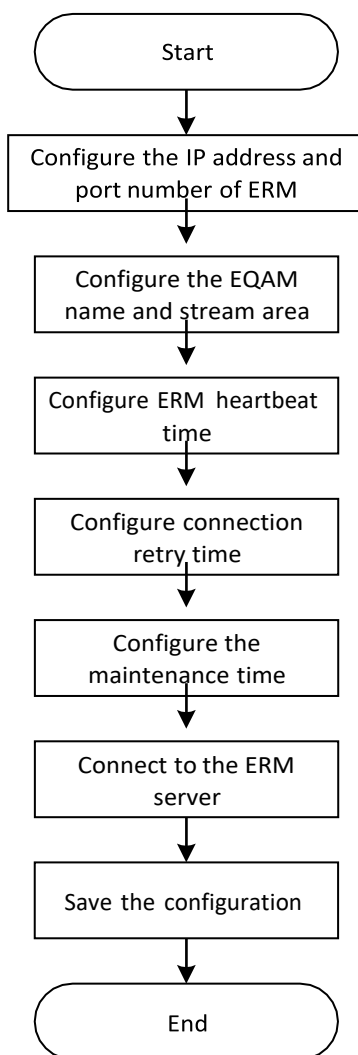 Start
Configure the IP address and
port number of ERM
Configure the EQAM
name and stream area
Configure ERM heartbeat
time
Configure connection
retry time
Configure the
maintenance time
Connect to the ERM
server
Save the configuration
End